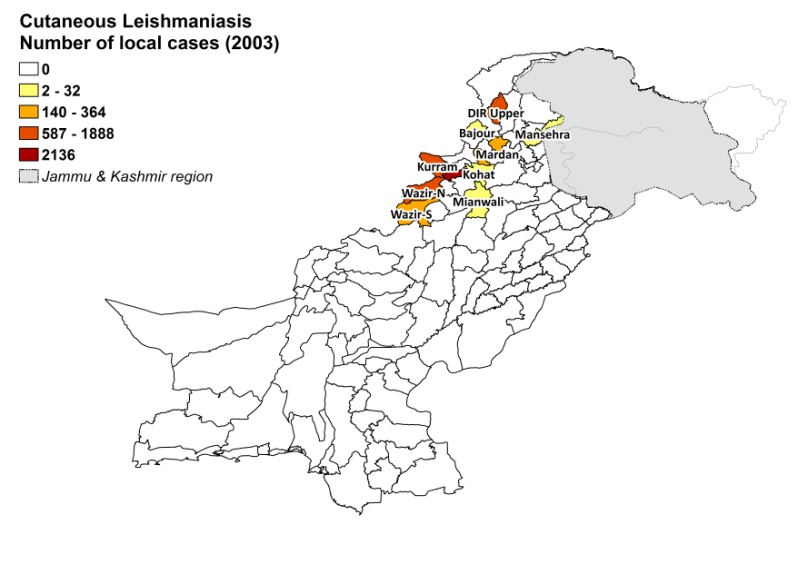 Cutaneous Leishmaniasis
Number of local cases (2003)
0
2 - 32
140 - 364
587 - 1888
2136
Jammu & Kashmir region
DIR Upper
Bajour
Mansehra
Mardan
Kurram
Kohat
Wazir-N
Mianwali
Wazir-S